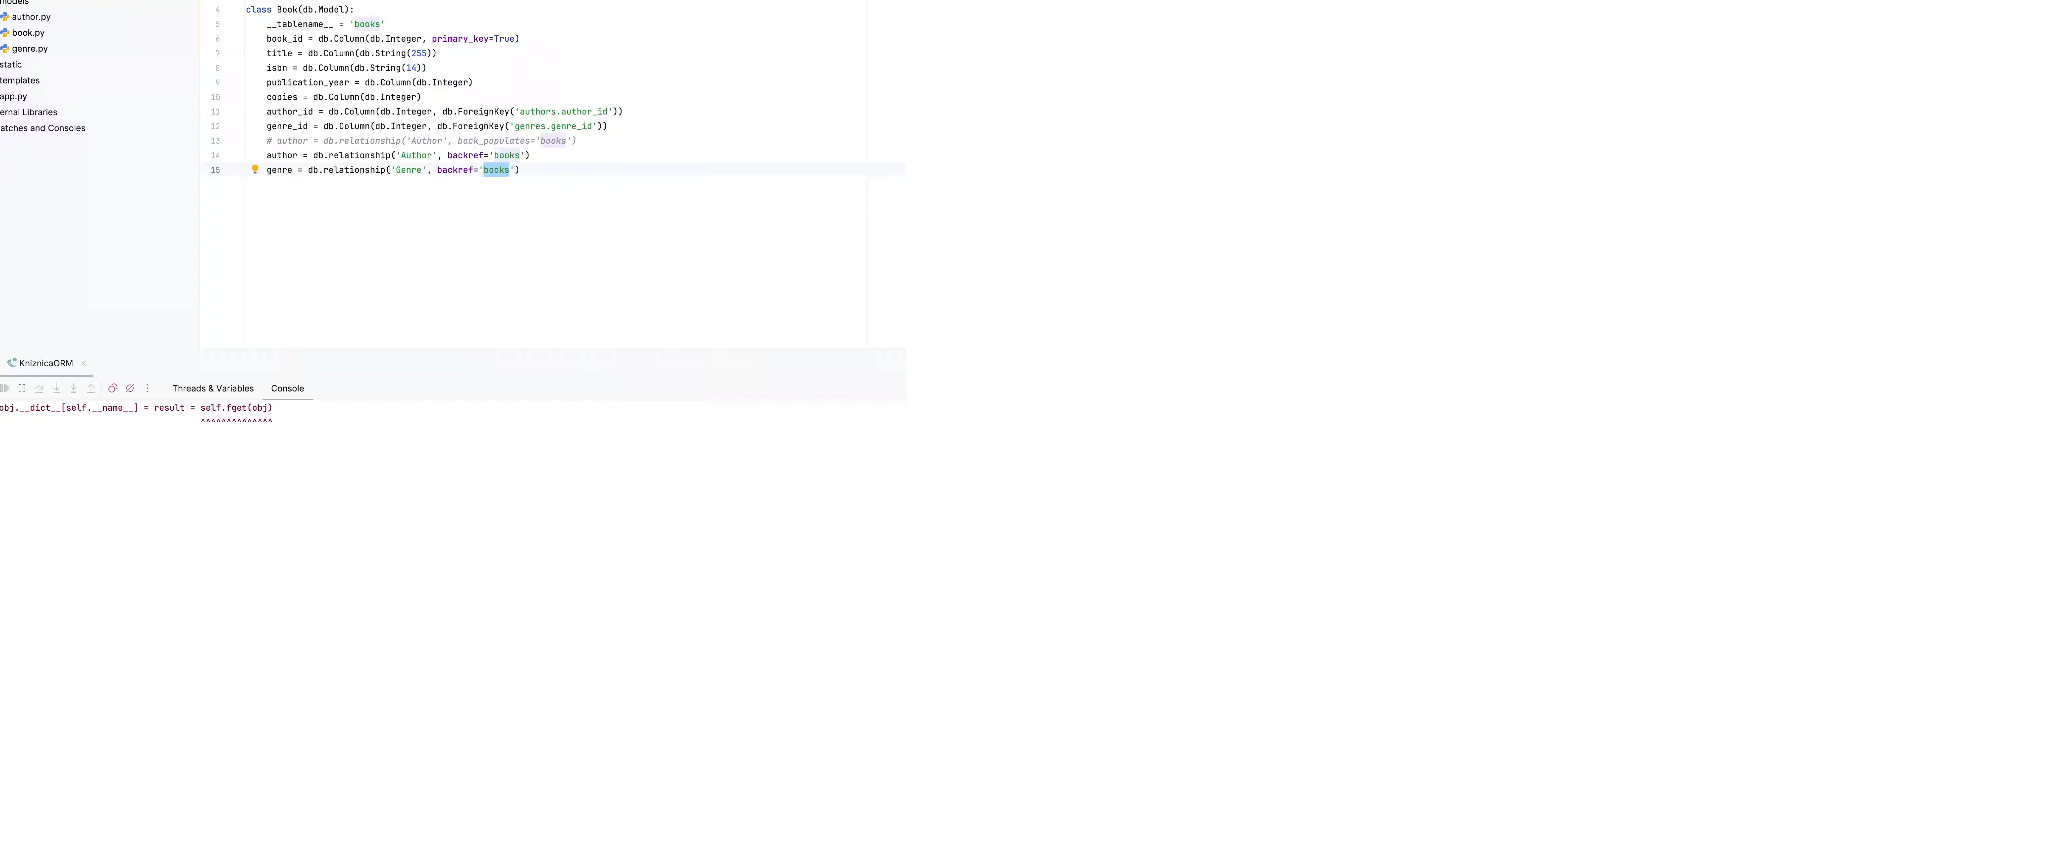 models
author.py
book.py
genre.py
static
templates
app.py
ernal Libraries
atches and Consoles
4 class Book(db.Model):
5 __tablename__ = 'books'
6 book_id = db.Column(db.Integer, primary_key=True)
7 title = db.Column(db.String(255))
8 isbn = db.Column(db.String(14))
9 publication_year = db.Column(db.Integer)
10 copies = db.Column(db.Integer)
11 author_id = db.Column(db.Integer, db.ForeignKey('authors.author_id'))
12 genre_id = db.Column(db.Integer, db.ForeignKey('genres.genre_id'))
13 # author = db.relationship('Author', back_populates='books')
14 author = db.relationship('Author', backref='books')
15 genre = db.relationship('Genre', backref='books')
KniznicaORM ×
Threads & Variables Console
obj.__dict__[self.__name__] = result = self.fget(obj)
^^^^^^^^^^^^^^